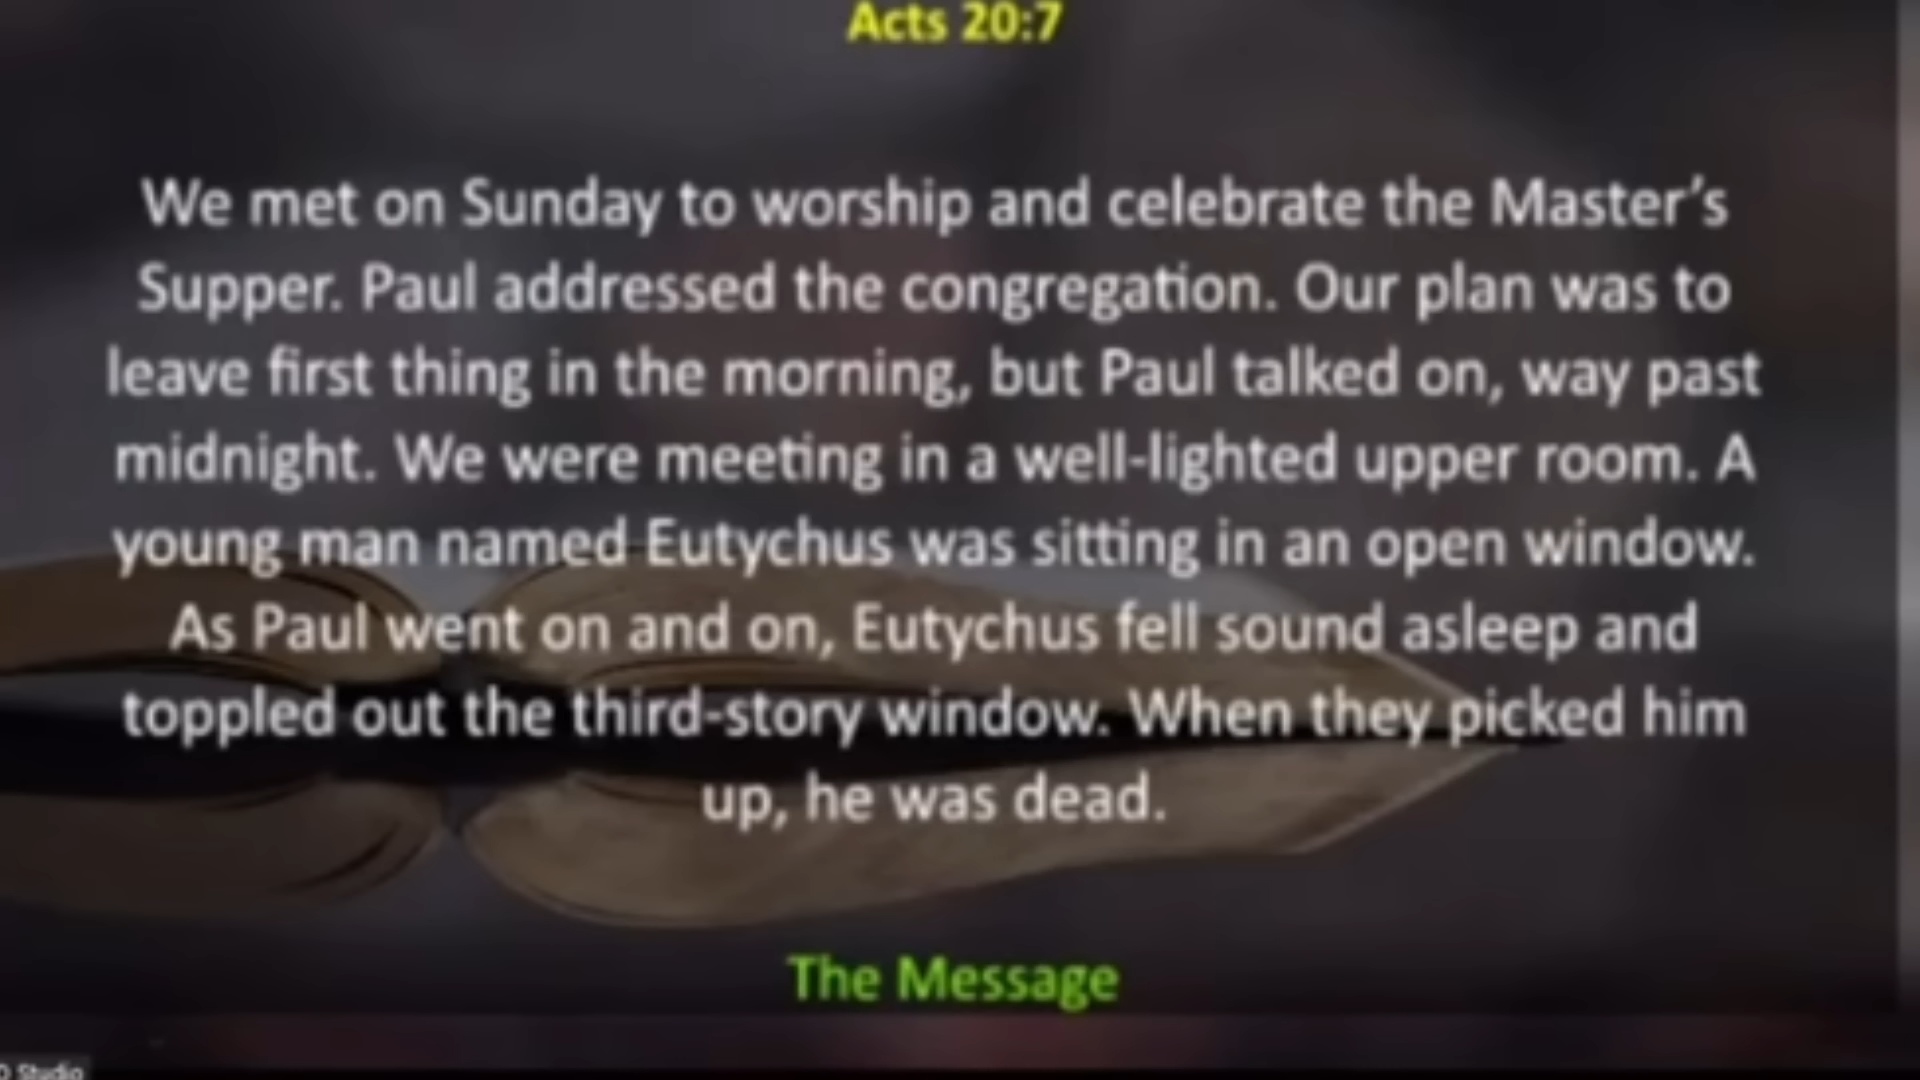 Acts 20:7
We met on Sunday to worship and celebrate the Master’s
Supper. Paul addressed the congregation. Our plan was to
leave first thing in the morning, but Paul talked on, way past
midnight. We were meeting in a well-lighted upper room. A
young man named Eutychus was sitting in an open window.
As Paul went on and on, Eutychus fell sound asleep and
toppled out the third-story window. When they picked him
up, he was dead.
The Message
Studio